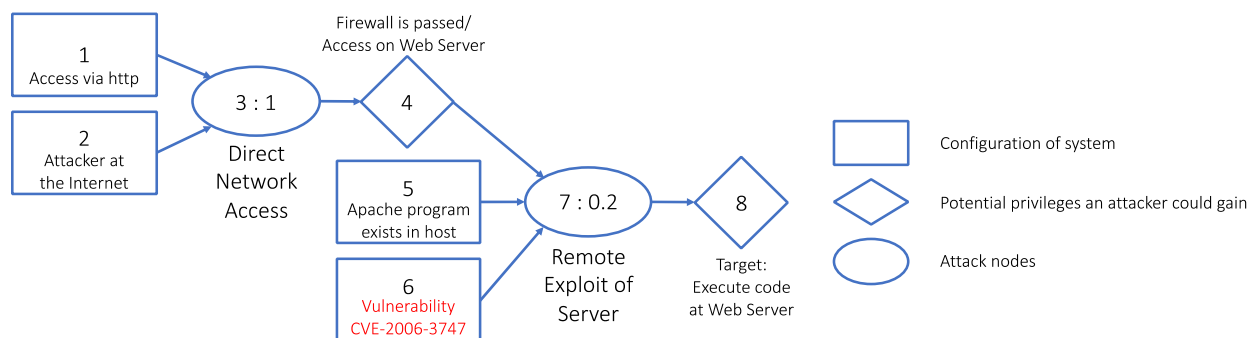 1
Access via http
2
Attacker at
the Internet
3 : 1
Direct
Network
Access
Firewall is passed/
Access on Web Server
4
5
Apache program
exists in host
6
Vulnerability
CVE-2006-3747
7 : 0.2
Remote
Exploit of
Server
8
Target:
Execute code
at Web Server
Configuration of system
Potential privileges an attacker could gain
Attack nodes